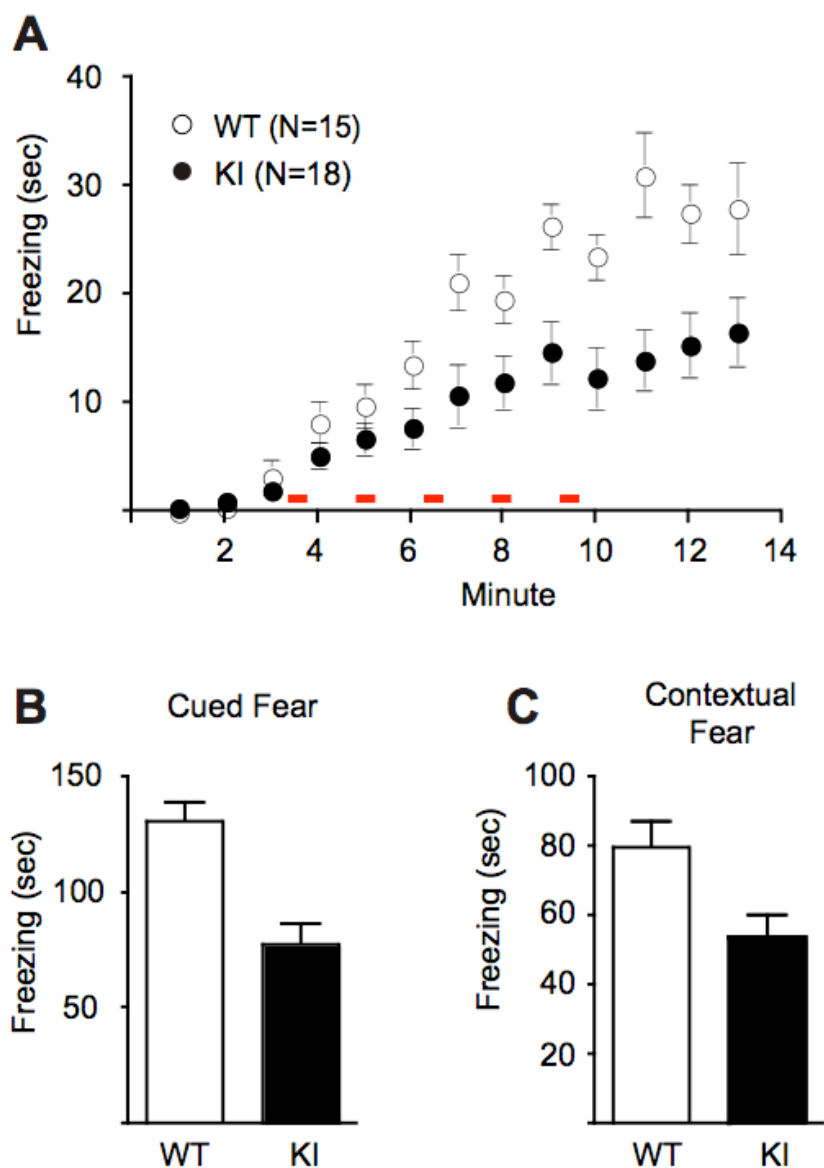 A
40
30
20
10
Freezing (sec)
WT (N=15)
KI (N=18)
2 4 6 8 10 12 14
Minute
B
Cued Fear
150
100
50
Freezing (sec)
WT KI
C
Contextual
Fear
100
80
60
40
20
Freezing (sec)
WT KI